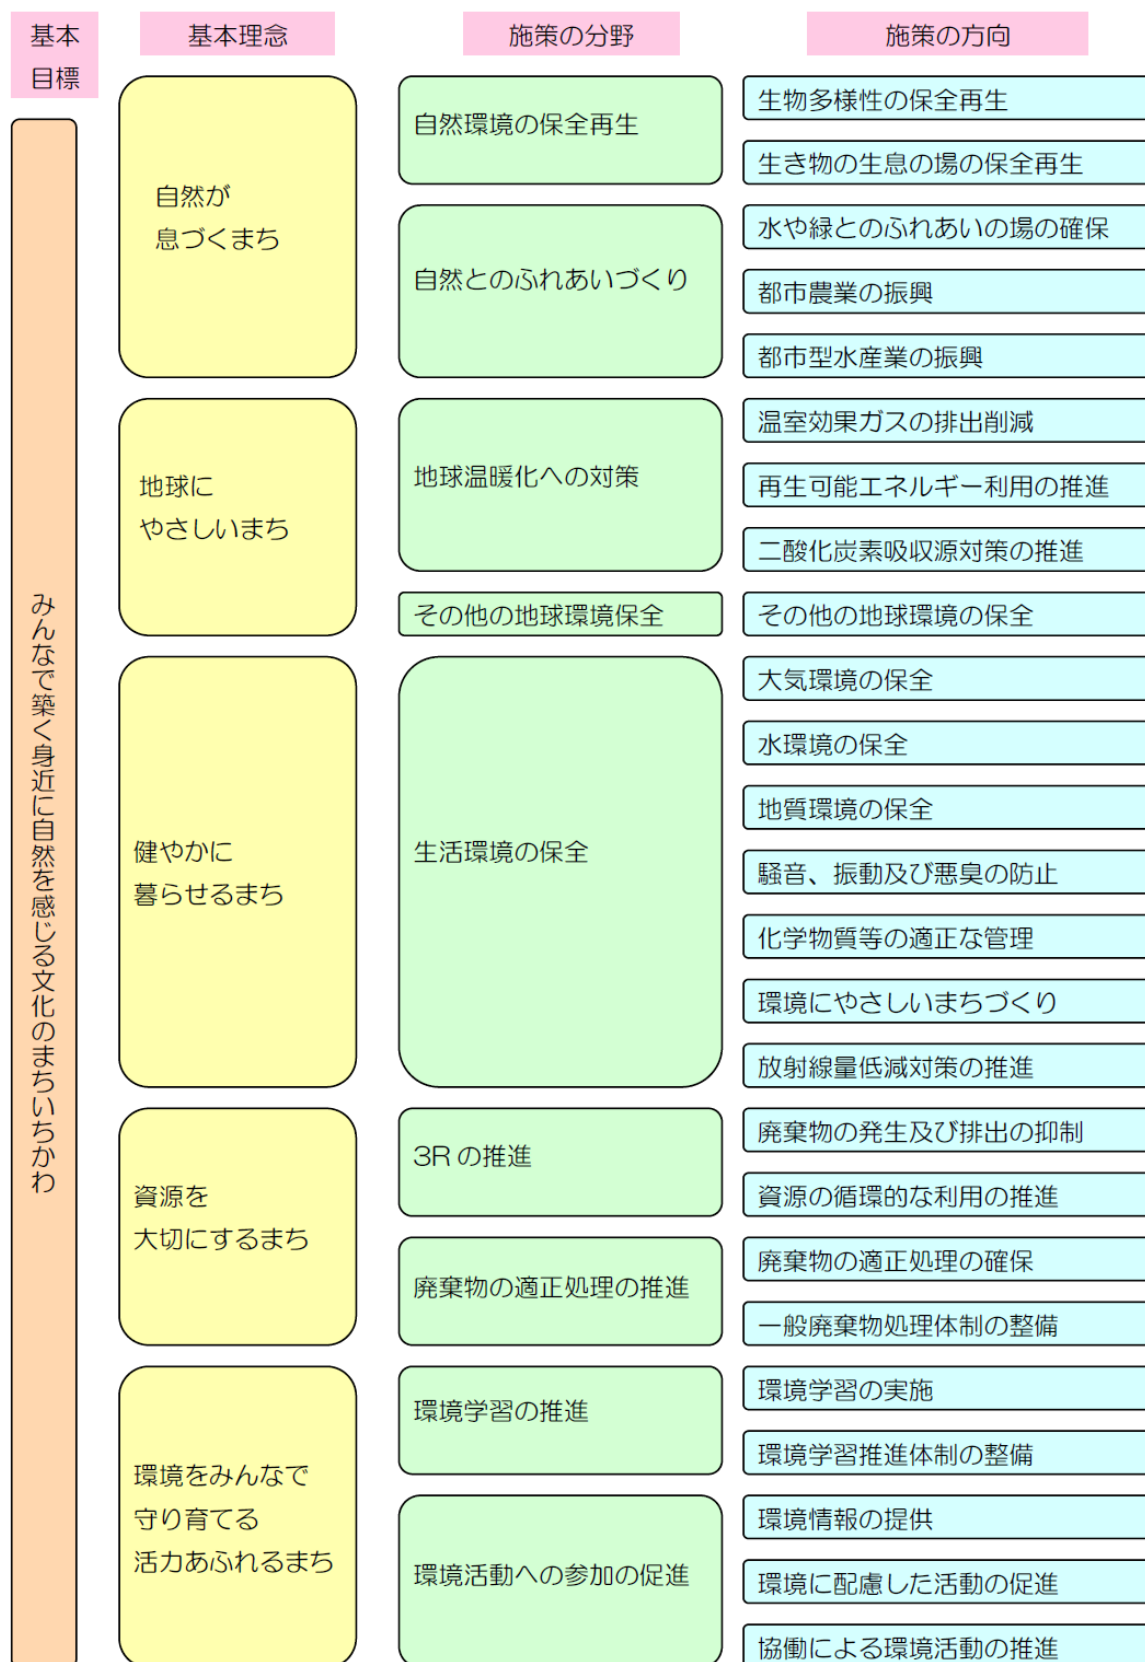 基本
目標
基本理念
施策の分野
施策の方向
みんなで築く身近に自然を感じる文化のまちいちかわ
自然が
息づくまち
自然環境の保全再生
生物多様性の保全再生
生き物の生息の場の保全再生
自然とのふれあいづくり
水や緑とのふれあいの場の確保
都市農業の振興
都市型水産業の振興
地球に
やさしいまち
地球温暖化への対策
温室効果ガスの排出削減
再生可能エネルギー利用の推進
二酸化炭素吸収源対策の推進
その他の地球環境保全
その他の地球環境の保全
健やかに
暮らせるまち
生活環境の保全
大気環境の保全
水環境の保全
地質環境の保全
騒音、振動及び悪臭の防止
化学物質等の適正な管理
環境にやさしいまちづくり
放射線量低減対策の推進
資源を
大切にするまち
3Rの推進
廃棄物の発生及び排出の抑制
資源の循環的な利用の推進
廃棄物の適正処理の推進
廃棄物の適正処理の確保
一般廃棄物処理体制の整備
環境をみんなで
守り育てる
活力あふれるまち
環境学習の推進
環境学習の実施
環境学習推進体制の整備
環境活動への参加の促進
環境情報の提供
環境に配慮した活動の促進
協働による環境活動の推進